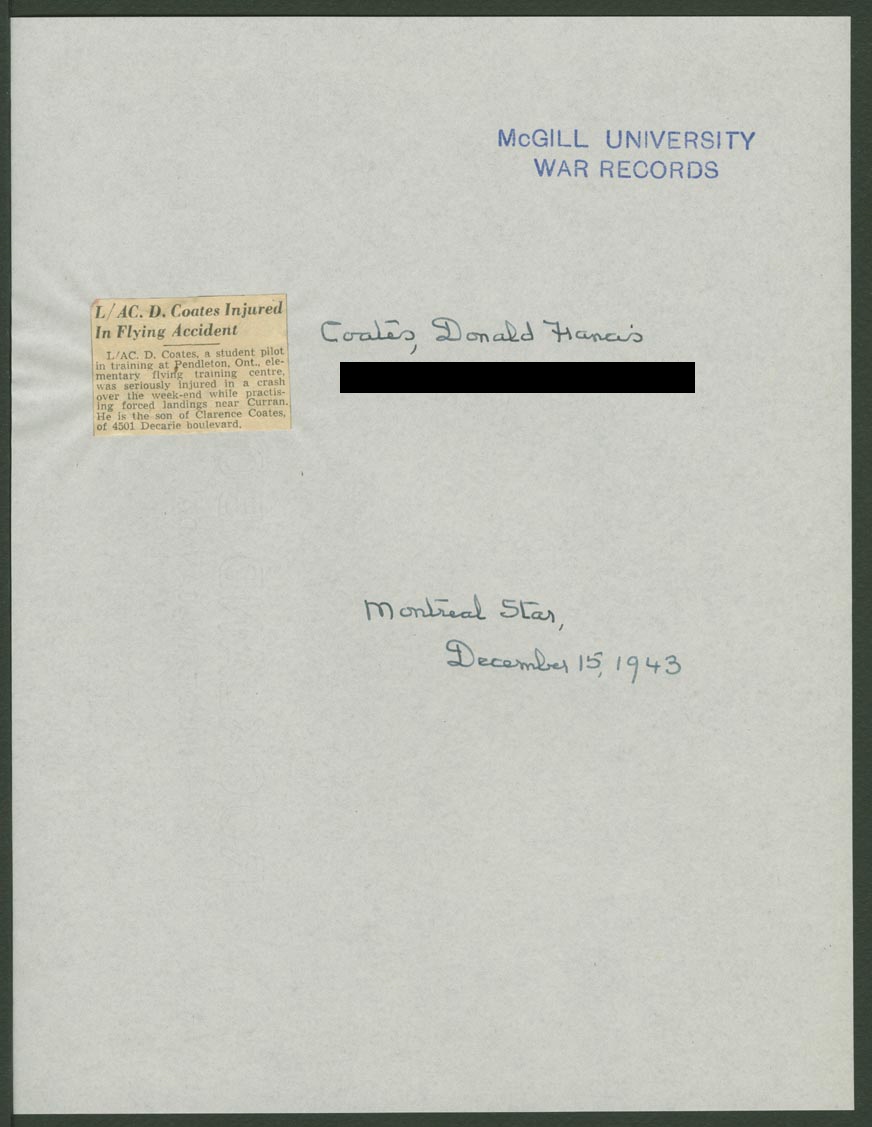 McGILL UNIVERSITY
WAR RECORDS
L/AC. D. Coates Injured
In Flying Accident
L/AC. D. Coates, a student pilot
in training at Pendleton, Ont., ele-
mentary flying training centre,
was seriously injured in a crash
over the week-end while practis-
ing forced landings near Curran.
He is the son of Clarence Coates,
of 4501 Decarie boulevard.
Coates, Donald Francis
Montreal Star,
December 15, 1943